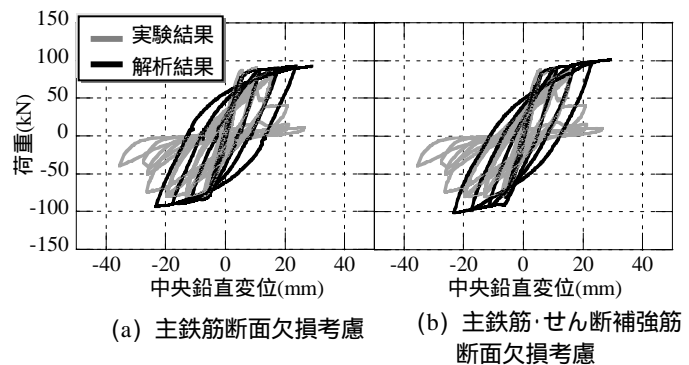 実験結果
解析結果
荷重(kN)
150
100
50
0
-50
-100
-150
-40 -20 0 20 40
-40 -20 0 20 40
中央鉛直変位(mm)
中央鉛直変位(mm)
(a) 主鉄筋断面欠損考慮
(b) 主鉄筋·せん断補強筋
断面欠損考慮